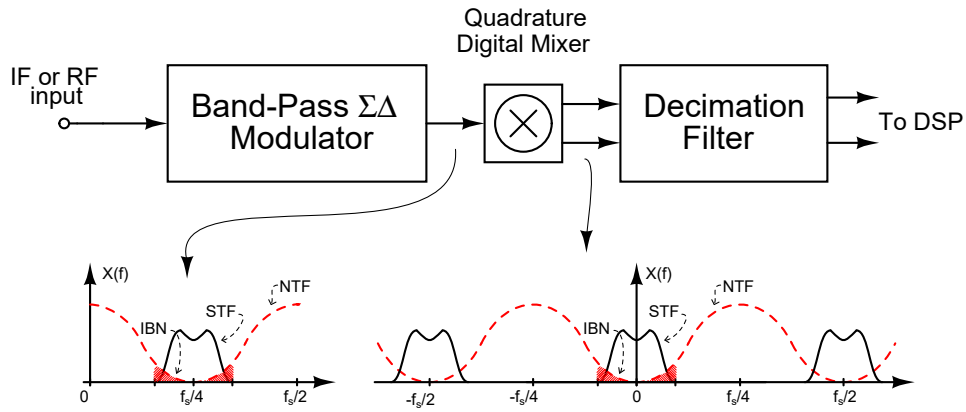 Quadrature
Digital Mixer
IF or RF
input
Band-Pass ΣΔ
Modulator
Decimation
Filter
To DSP
X(f)
NTF
STF
IBN
0
fs/4
fs/2
X(f)
NTF
STF
IBN
-fs/2
-fs/4
0
fs/4
fs/2